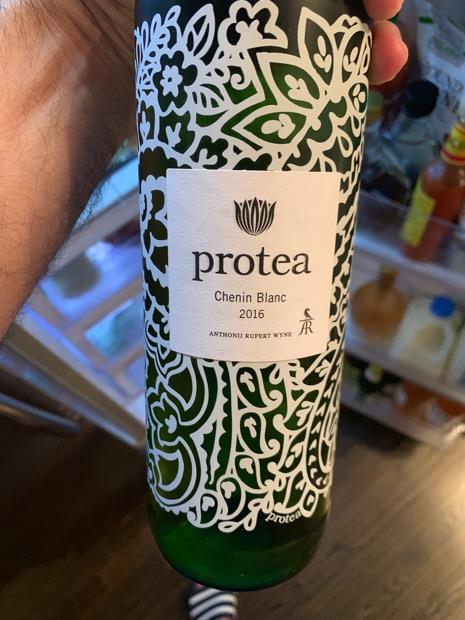 protea
Chenin Blanc
2016
ANTHONIJ RUPERT WYNE
AR
protea